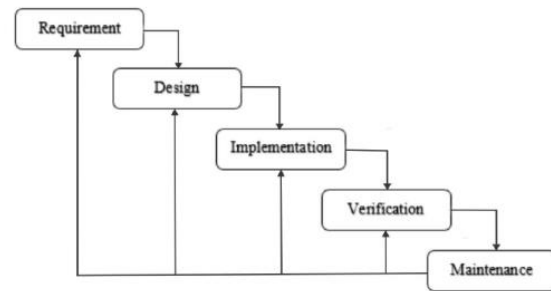 Requirement
Design
Implementation
Verification
Maintenance